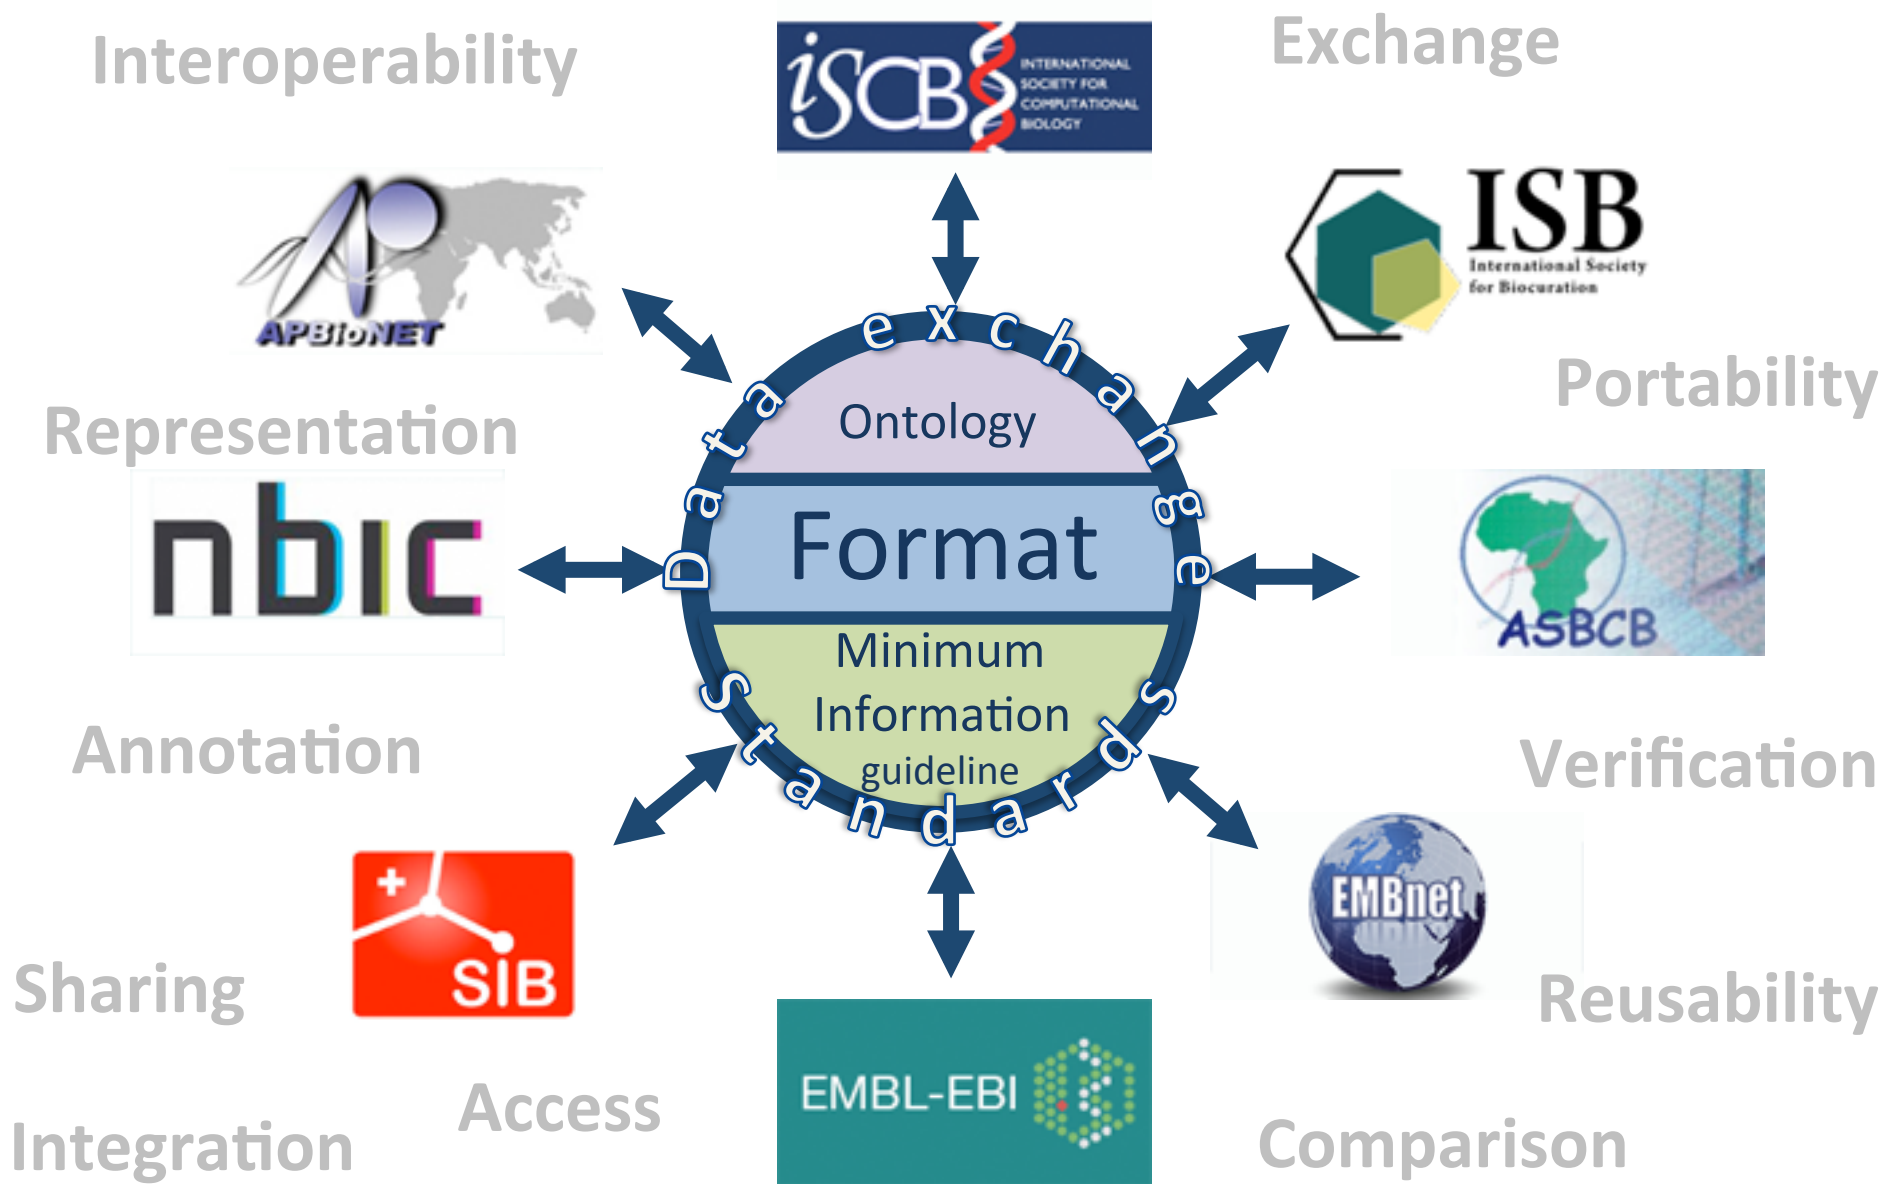 Interoperability
Exchange
iSCB
INTERNATIONAL
SOCIETY FOR
COMPUTATIONAL
BIOLOGY
AP
APBioNET
ISB
International Society
for Biocuration
Portability
Representation
Data exchange
Ontology
Format
Minimum
Information
guideline
Standards
nbic
ASBCB
Annotation
Verification
SIB
EMBnet
Sharing
Reusability
EMBL-EBI
Access
Integration
Comparison